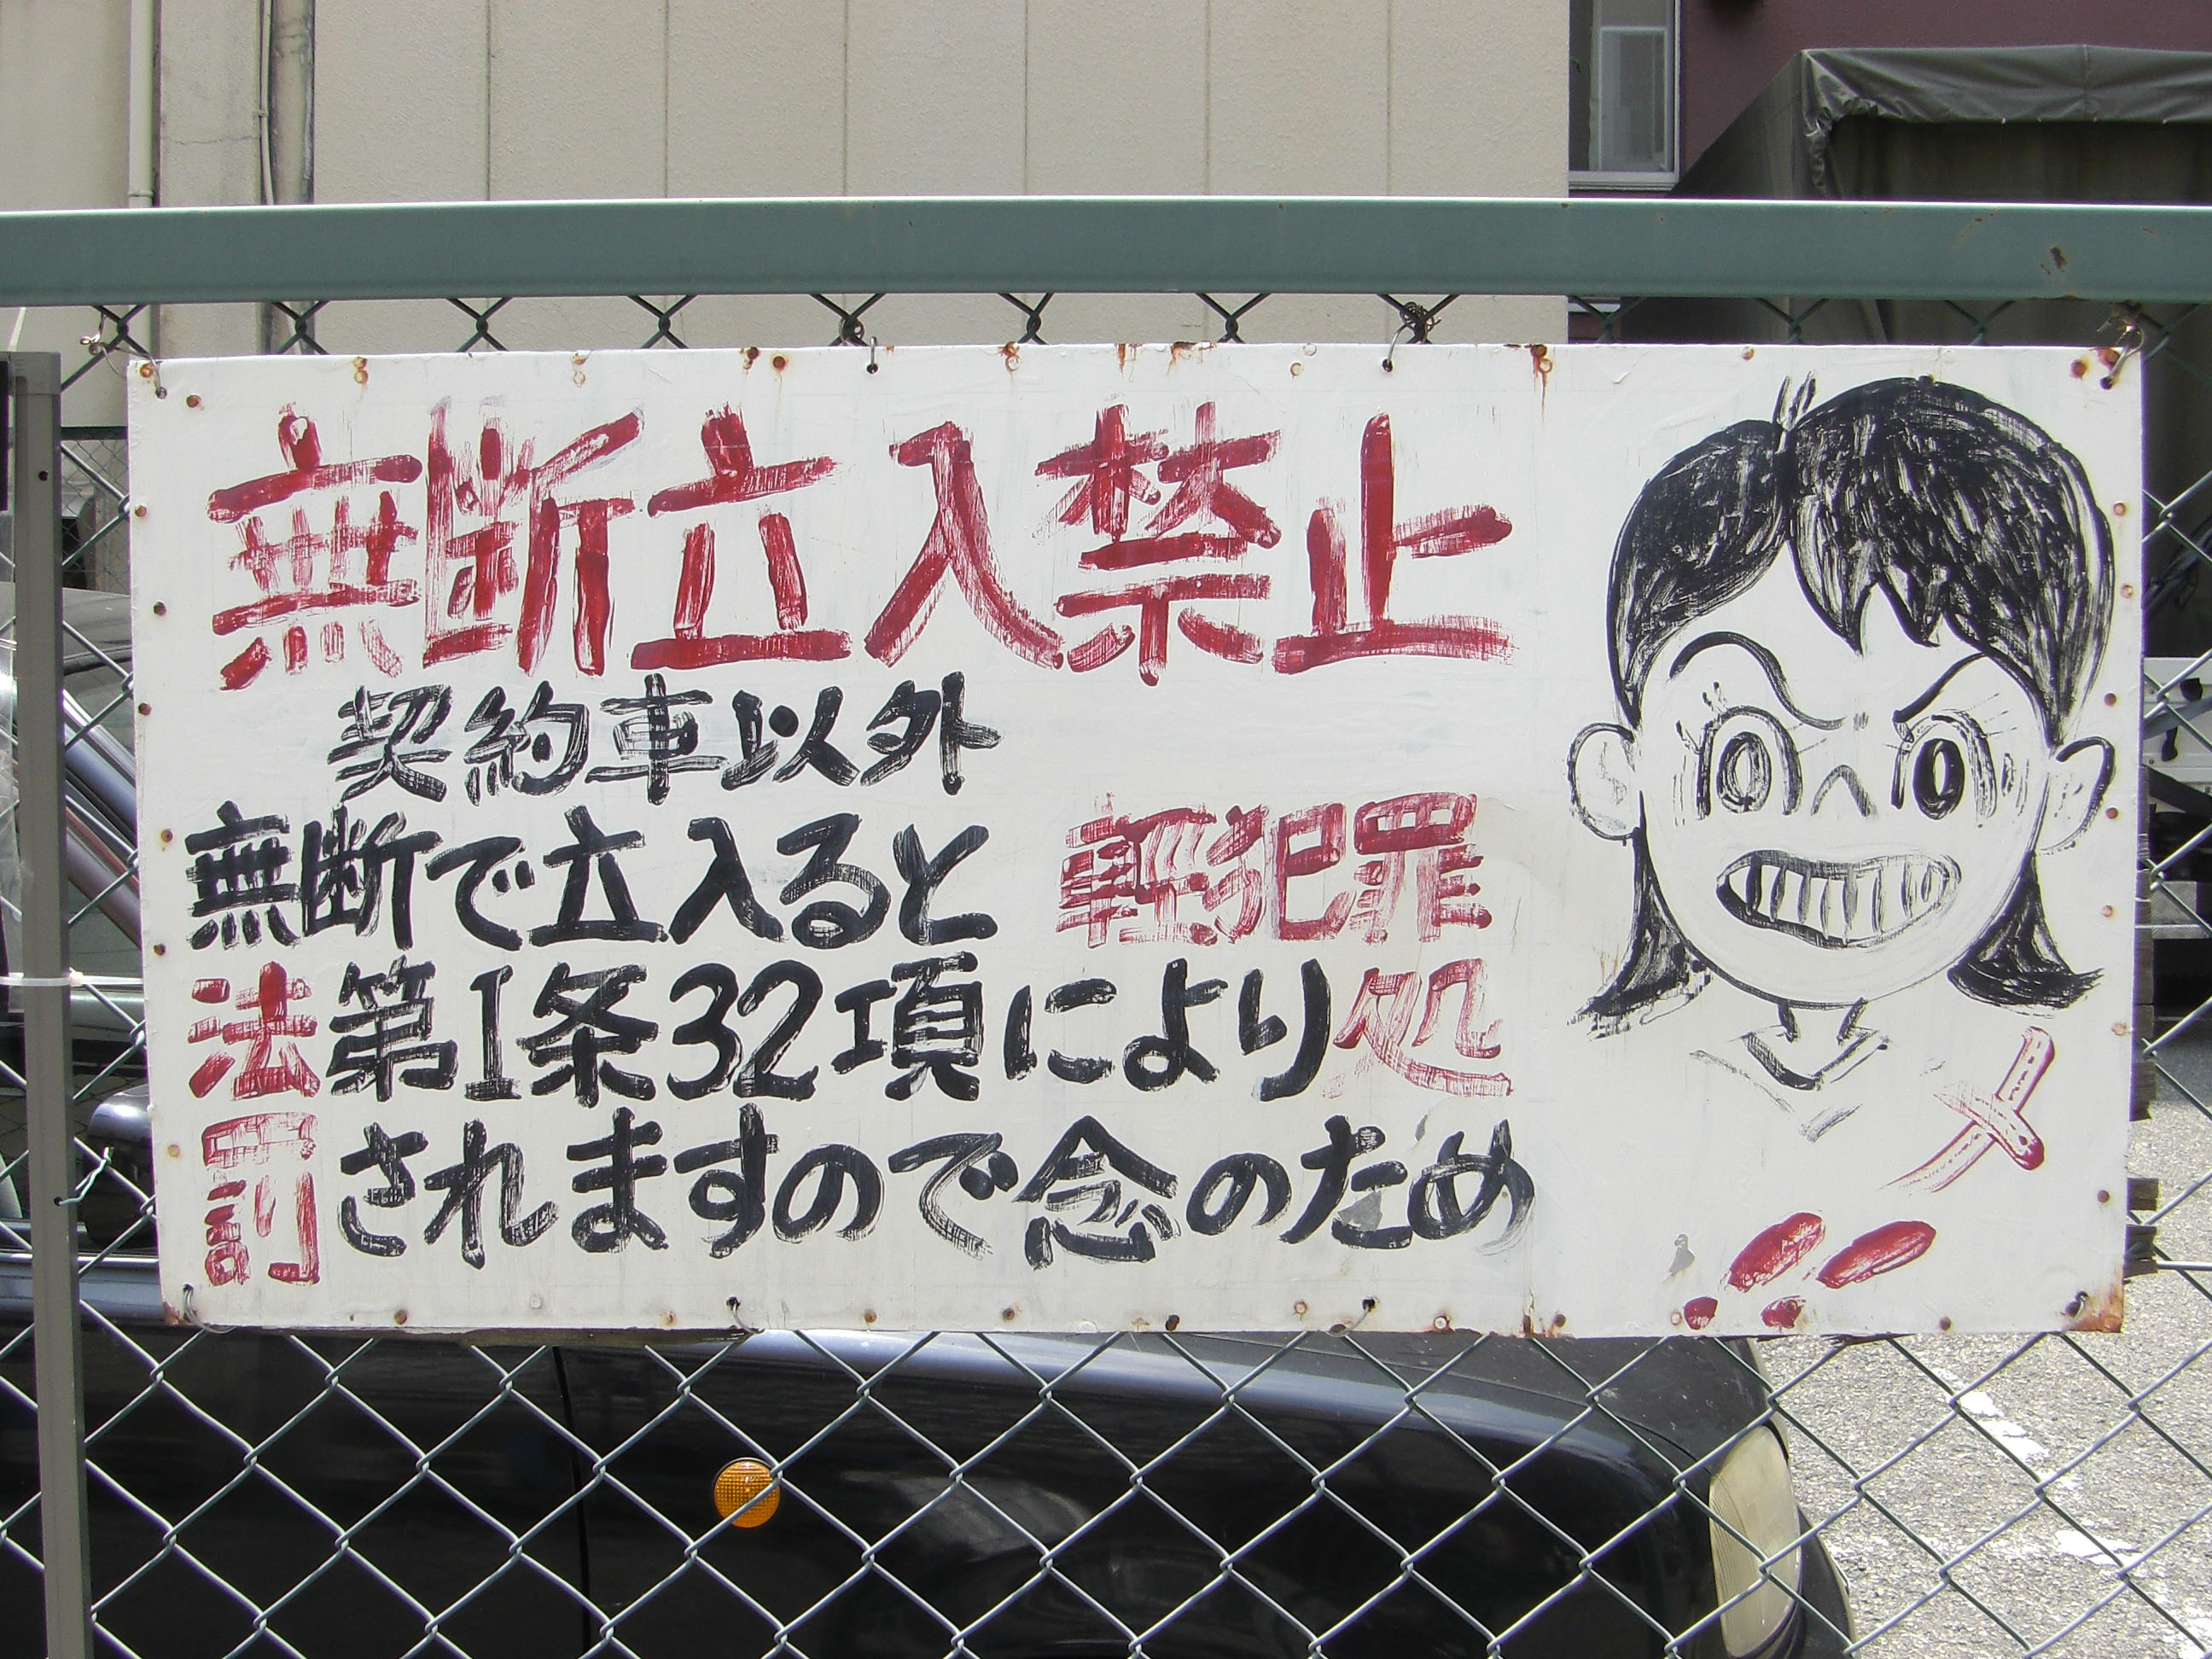 無断立入禁止
契約車以外
無断で立入ると 軽犯罪
法第1条32項により処
罰されますので念のため
メ!!